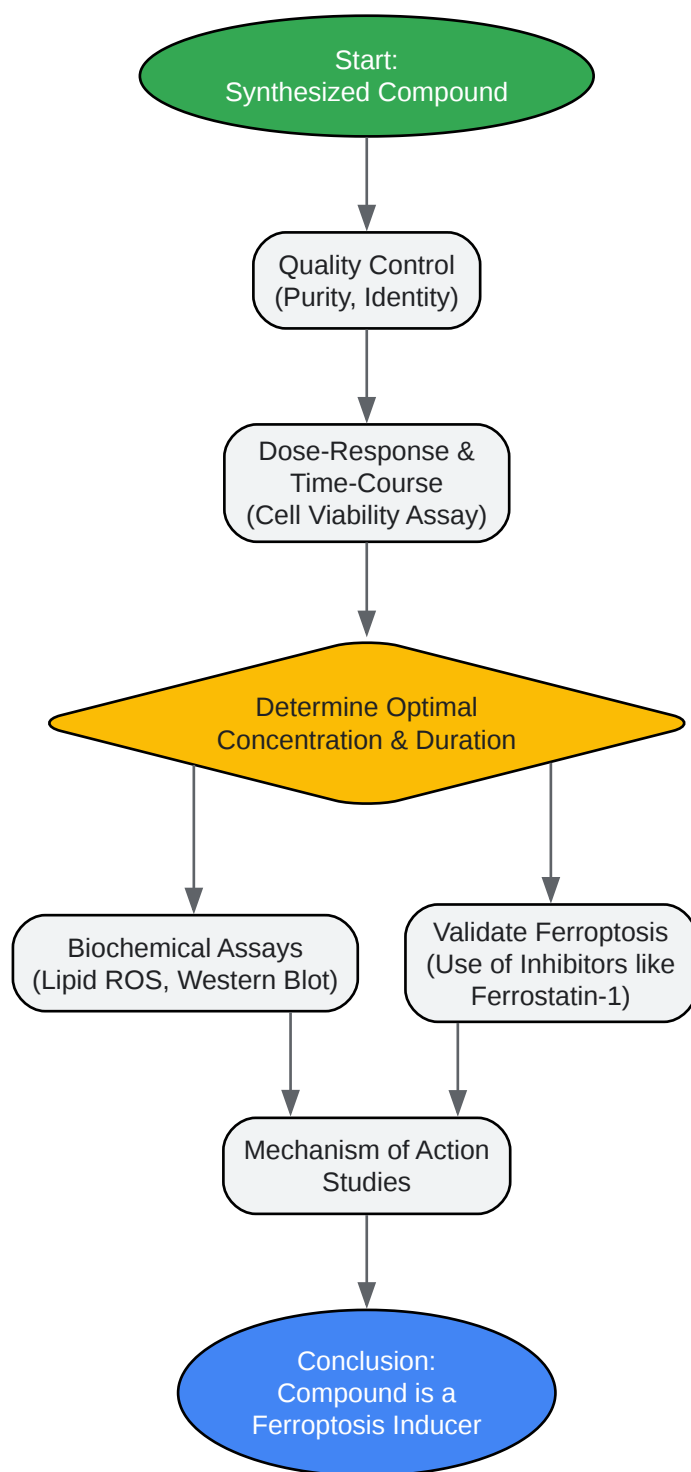 Start:
Synthesized Compound
Quality Control
(Purity, Identity)
Dose-Response &
Time-Course
(Cell Viability Assay)
Determine Optimal
Concentration & Duration
Biochemical Assays
(Lipid ROS, Western Blot)
Validate Ferroptosis
(Use of Inhibitors like
Ferrostatin-1)
Mechanism of Action
Studies
Conclusion:
Compound is a
Ferroptosis Inducer